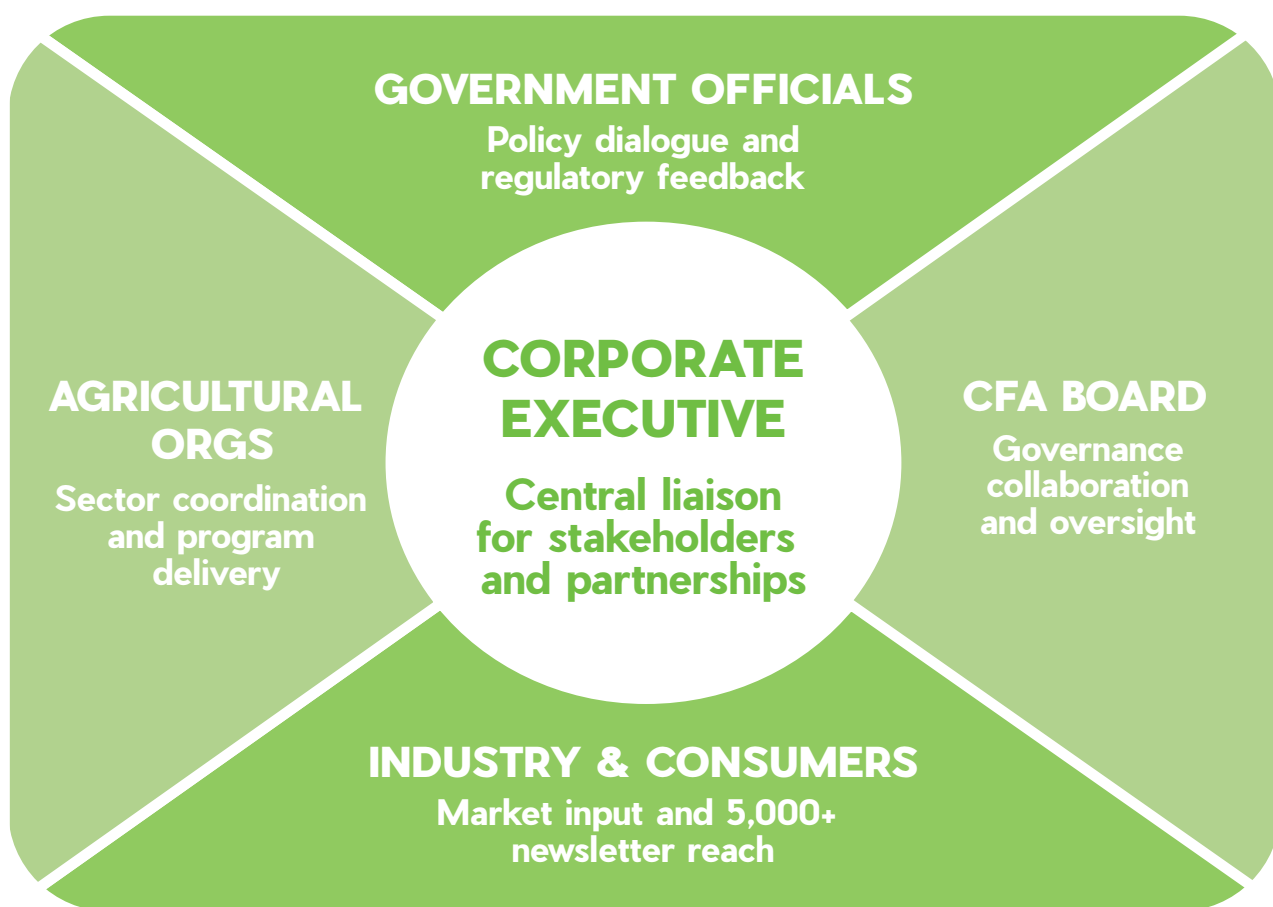 GOVERNMENT OFFICIALS
Policy dialogue and
regulatory feedback
AGRICULTURAL
ORGS
Sector coordination
and program
delivery
CORPORATE
EXECUTIVE
Central liaison
for stakeholders
and partnerships
CFA BOARD
Governance
collaboration
and oversight
INDUSTRY & CONSUMERS
Market input and 5,000+
newsletter reach